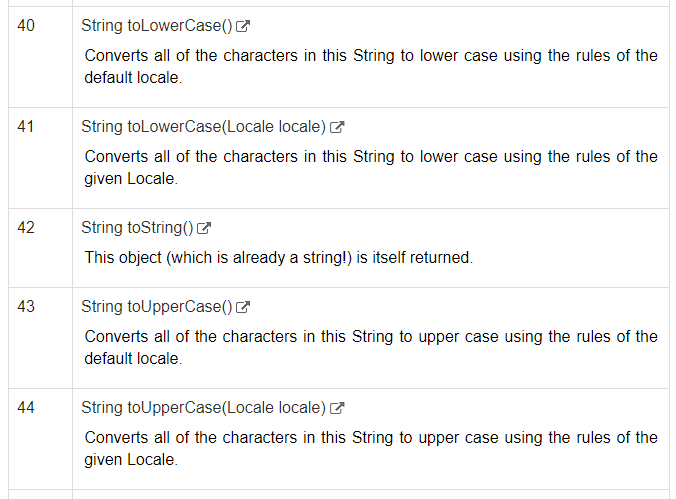 40 String toLowerCase()
Converts all of the characters in this String to lower case using the rules of the
default locale.
41 String toLowerCase(Locale locale)
Converts all of the characters in this String to lower case using the rules of the
given Locale.
42 String toString()
This object (which is already a string!) is itself returned.
43 String toUpperCase()
Converts all of the characters in this String to upper case using the rules of the
default locale.
44 String toUpperCase(Locale locale)
Converts all of the characters in this String to upper case using the rules of the
given Locale.